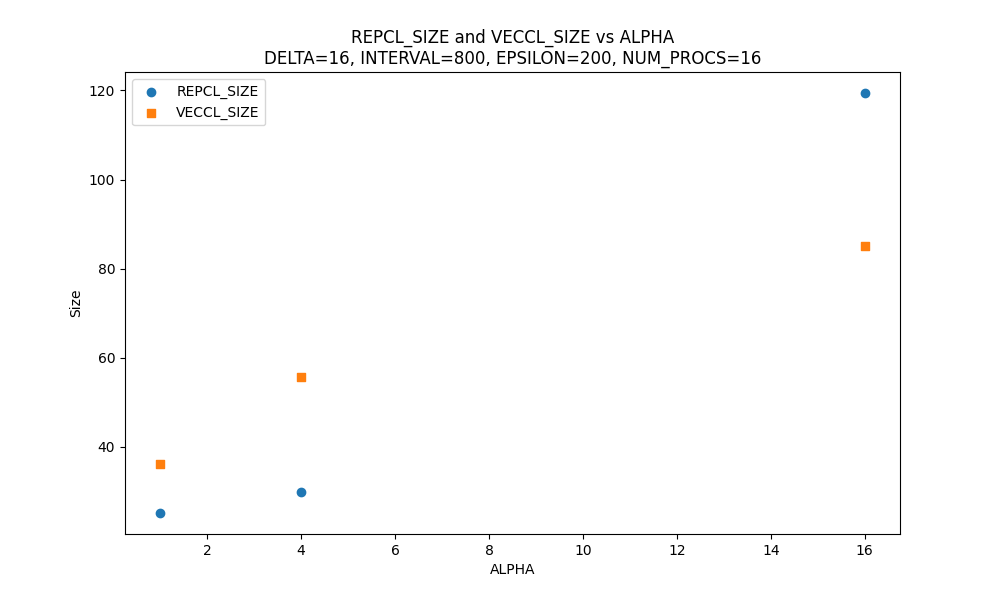 REPCL_SIZE and VECCL_SIZE vs ALPHA
DELTA=16, INTERVAL=800, EPSILON=200, NUM_PROCS=16
REPCL_SIZE
VECCL_SIZE
120
100
80
60
40
Size
2 4 6 8 10 12 14 16
ALPHA